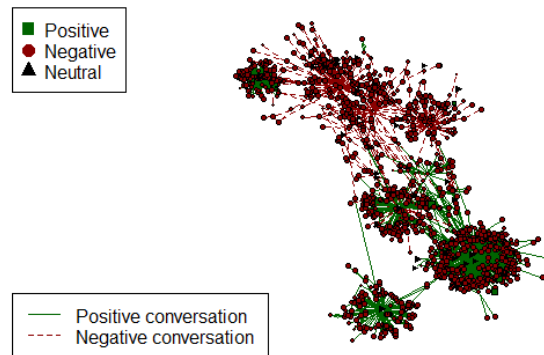 Positive
Negative
Neutral
Positive conversation
Negative conversation